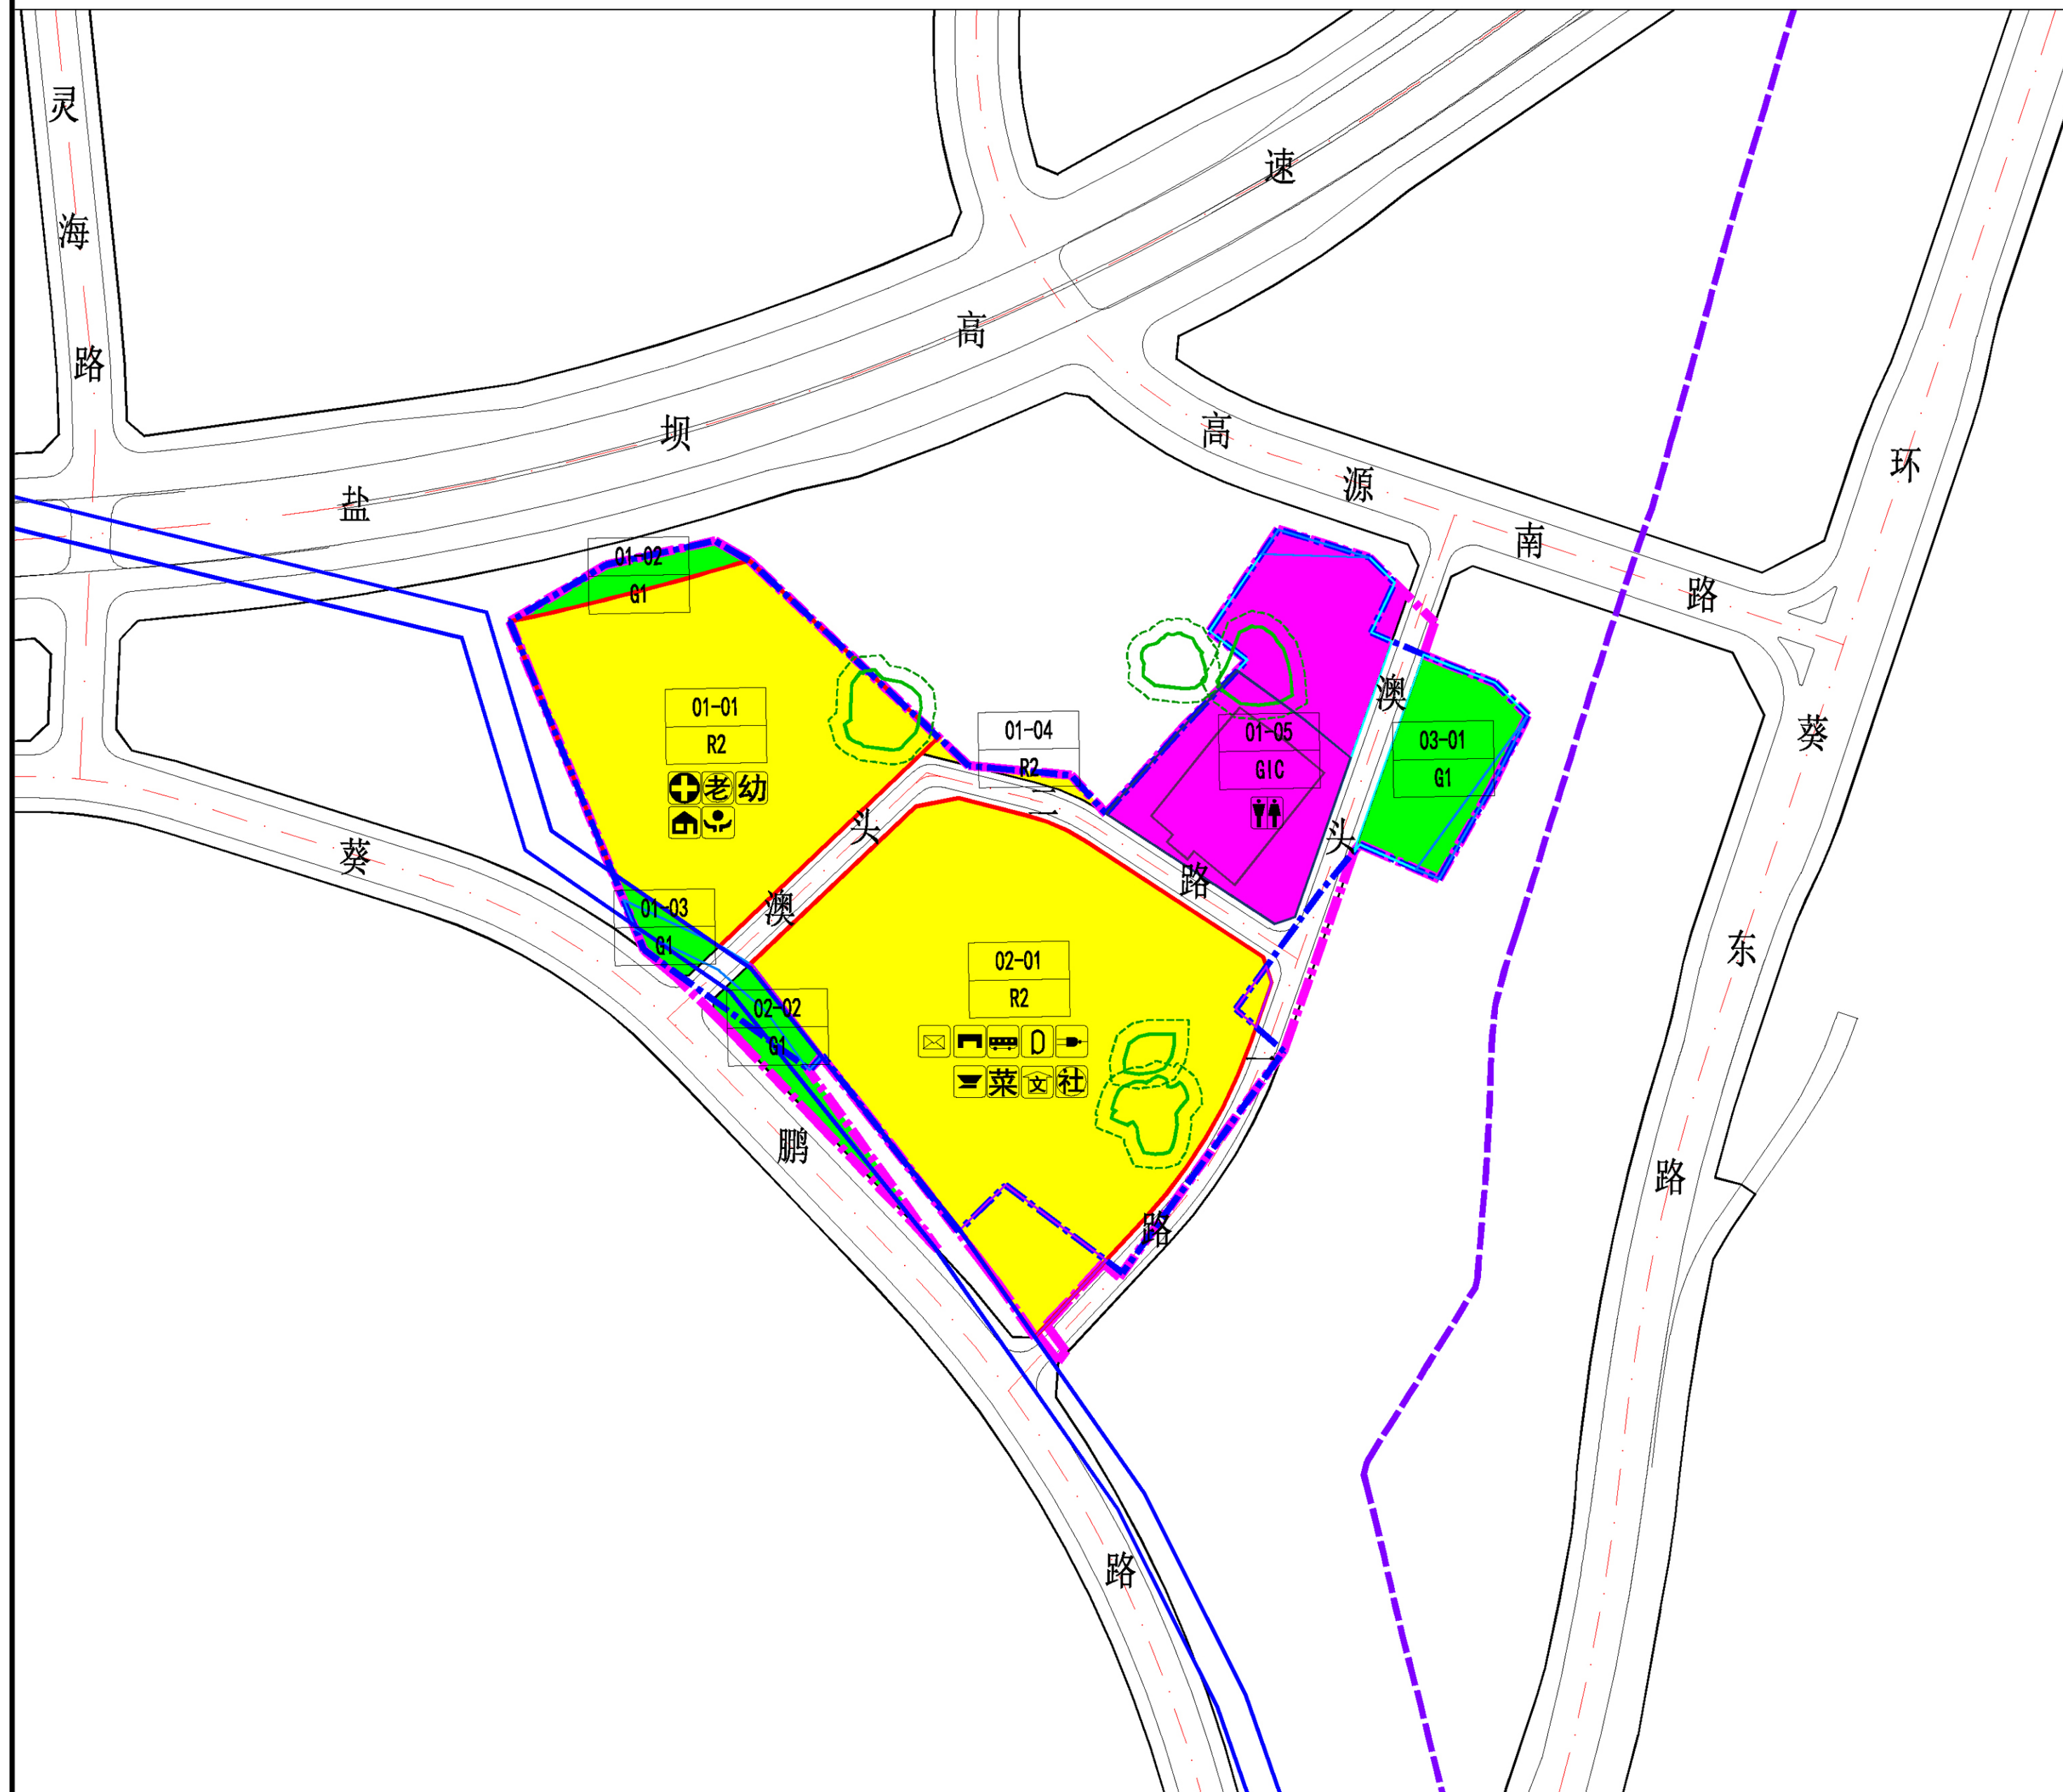 灵海路
盐坝高速
高源南路
环葵东路
葵鹏路
澳头二路
澳头一路
01-02
G1
01-01
R2
老 幼
01-04
R2
01-05
GIC
03-01
G1
01-03
G1
02-02
G1
02-01
R2
菜 文 社